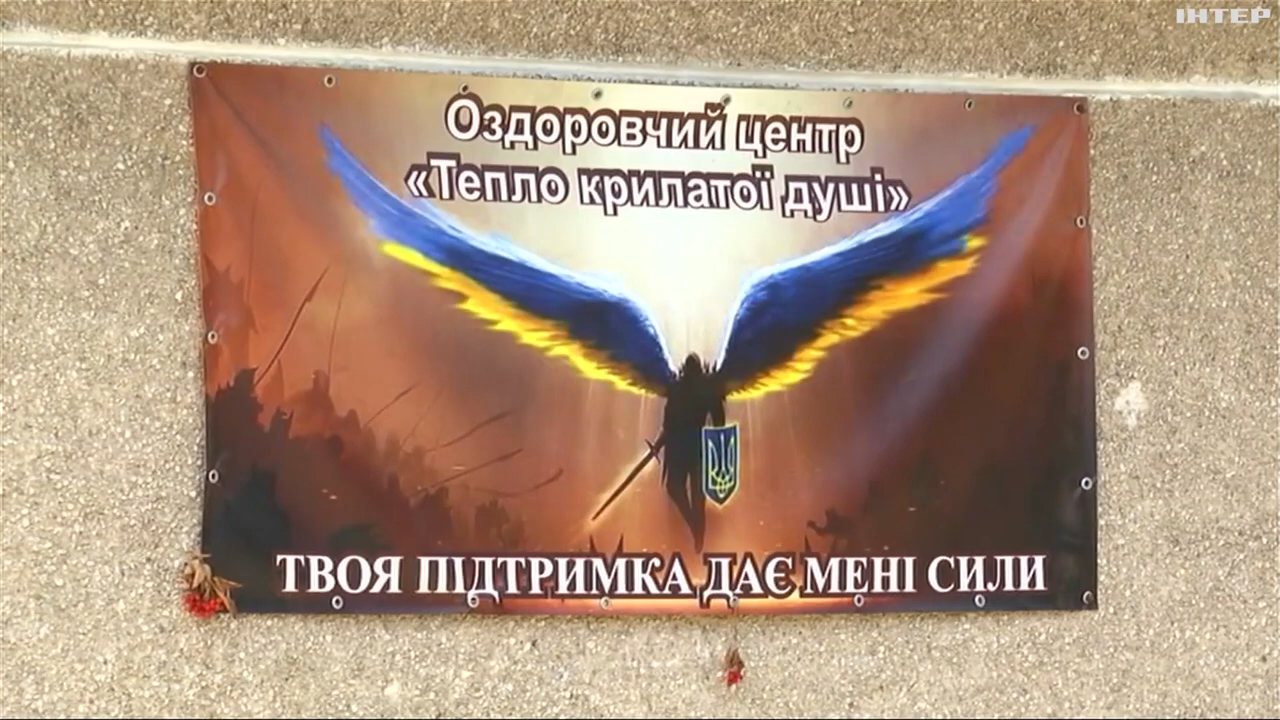 ІНТЕР
Оздоровчий центр
«Тепло крилатої душі»
ТВОЯ ПІДТРИМКА ДАЄ МЕНІ СИЛИ